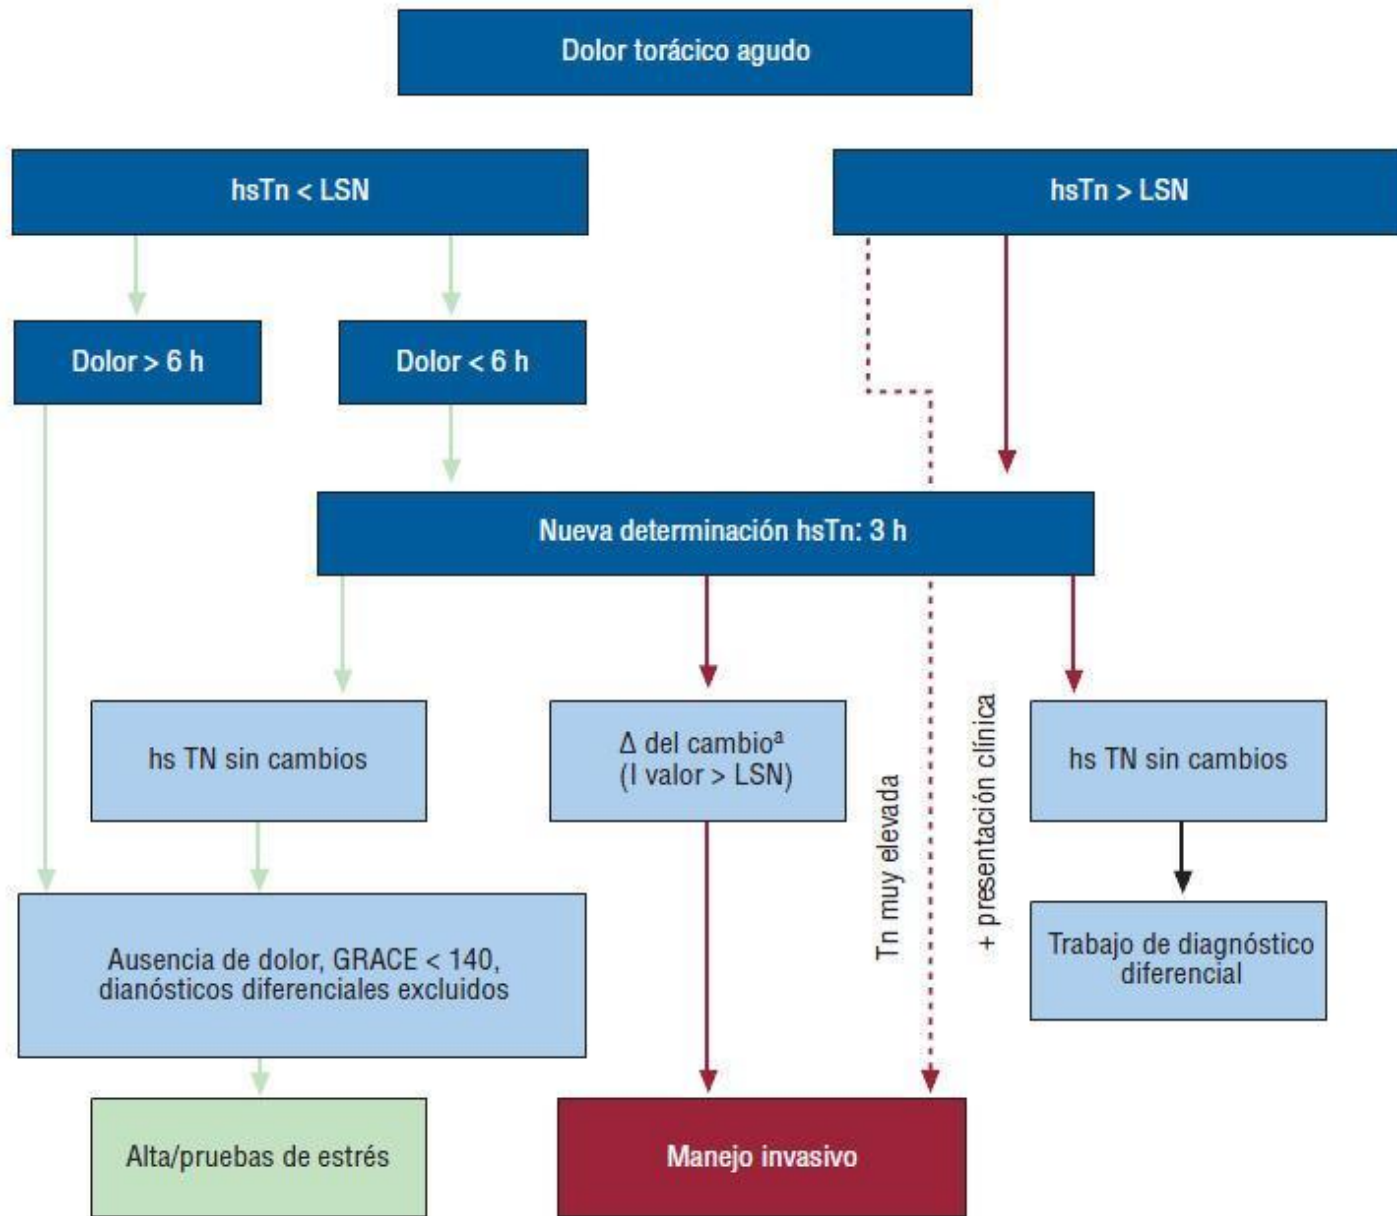 Dolor torácico agudo
hsTn < LSN
hsTn > LSN
Dolor > 6 h
Dolor < 6 h
Nueva determinación hsTn: 3 h
hs TN sin cambios
Δ del cambioª
(I valor > LSN)
Tn muy elevada
+ presentación clínica
hs TN sin cambios
Ausencia de dolor, GRACE < 140,
dianósticos diferenciales excluidos
Trabajo de diagnóstico
diferencial
Alta/pruebas de estrés
Manejo invasivo